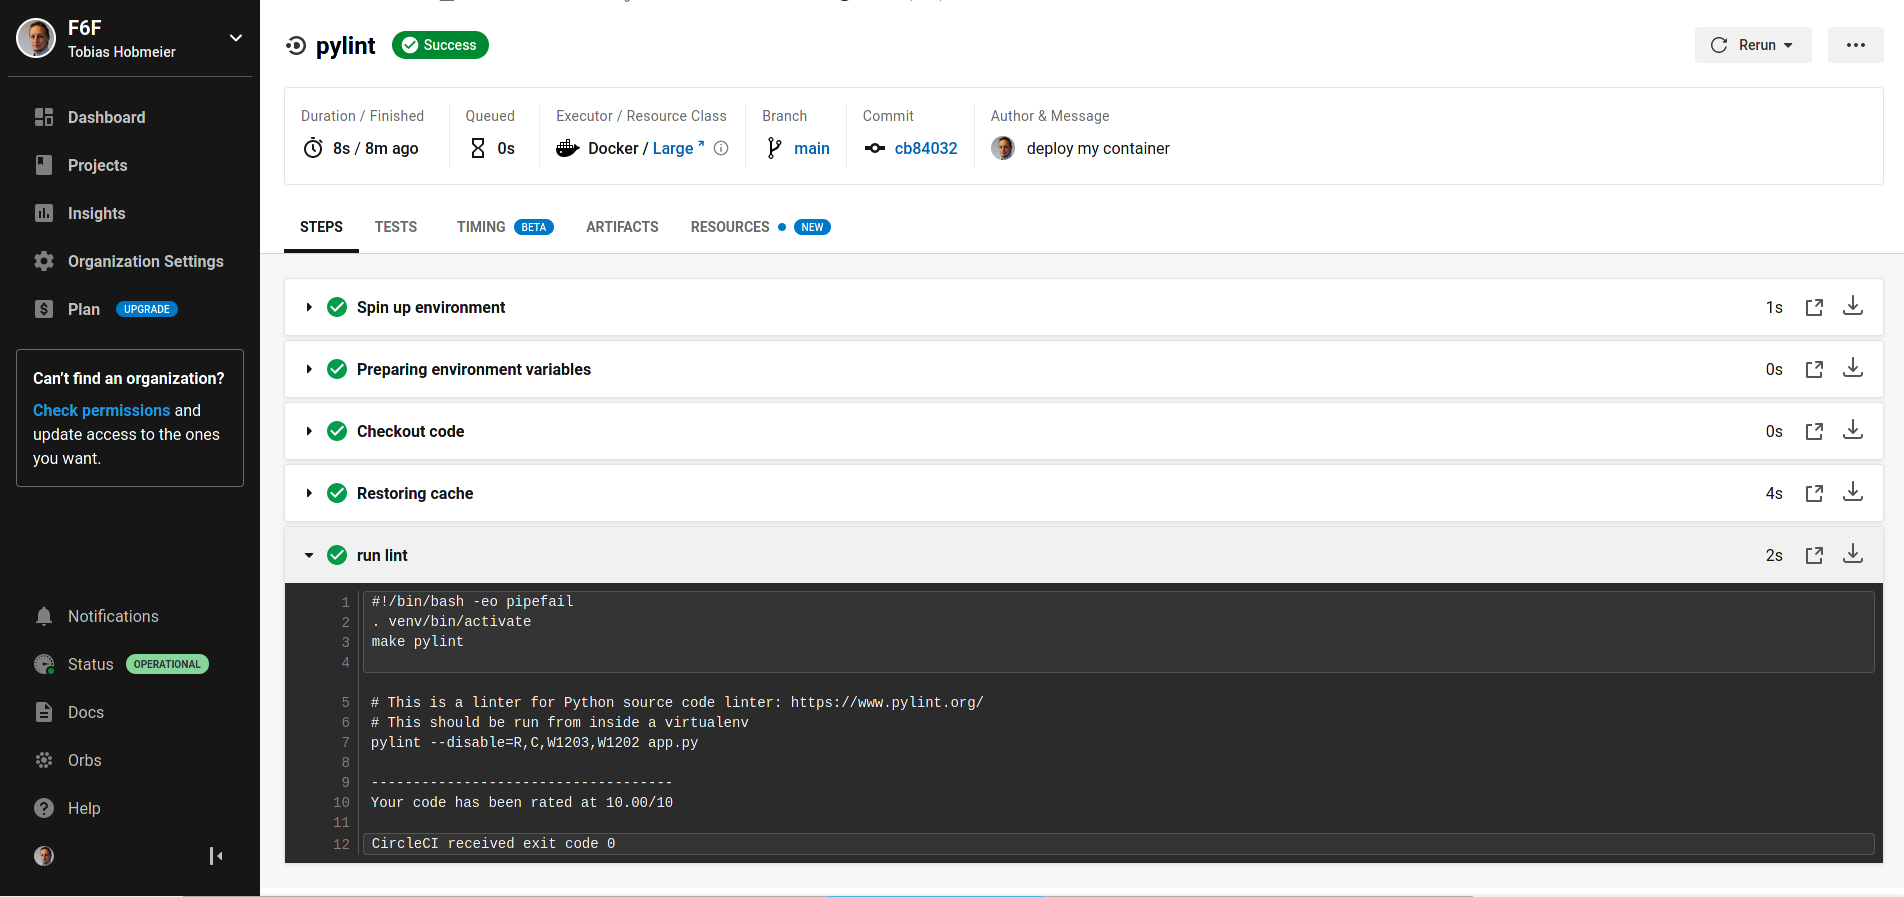 F6F
Tobias Hobmeier
Dashboard
Projects
Insights
Organization Settings
Plan UPGRADE
Can't find an organization?
Check permissions and
update access to the ones
you want.
Notifications
Status OPERATIONAL
Docs
Orbs
Help
pylint Success
Rerun
Duration / Finished
8s / 8m ago
Queued
0s
Executor / Resource Class
Docker / Large
Branch
main
Commit
cb84032
Author & Message
deploy my container
STEPS TESTS TIMING BETA ARTIFACTS RESOURCES NEW
Spin up environment 1s
Preparing environment variables 0s
Checkout code 0s
Restoring cache 4s
run lint 2s
1 #!/bin/bash -eo pipefail
2 . venv/bin/activate
3 make pylint
4
5 # This is a linter for Python source code linter: https://www.pylint.org/
6 # This should be run from inside a virtualenv
7 pylint --disable=R,C,W1203,W1202 app.py
8
9 ------------------------------------
10 Your code has been rated at 10.00/10
11
12 CircleCI received exit code 0